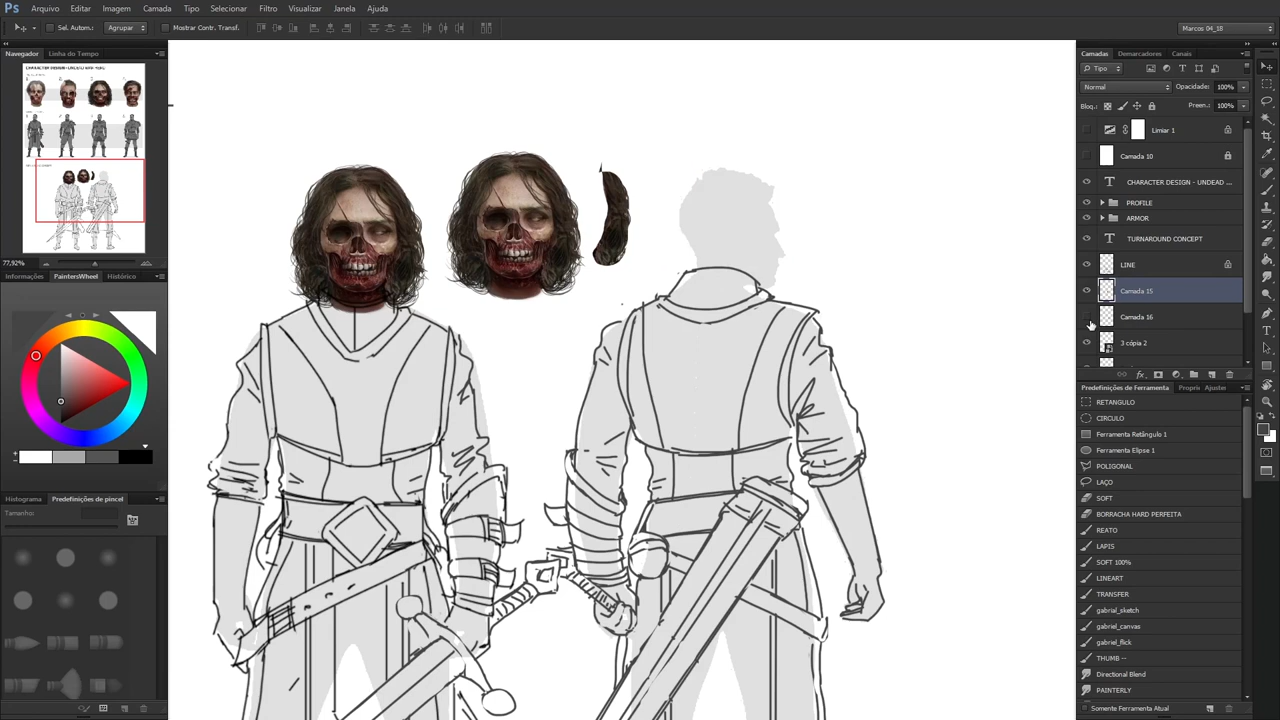 Ps Arquivo Editar Imagem Camada Tipo Selecionar Filtro Visualizar Janela Ajuda
Sel. Autom.: Agrupar Mostrar Contr. Transf. Marcos 04_18
Navegador Linha do Tempo
77,92%
Informações PaintersWheel Histórico
Histograma Predefinições de pincel
Tamanho:
Camadas Demarcadores Canais
Tipo
Normal Opacidade: 100%
Bloq.: Preen.: 100%
Limiar 1
Camada 10
CHARACTER DESIGN - UNDEAD ...
PROFILE
ARMOR
TURNAROUND CONCEPT
LINE
Camada 15
Camada 16
3 cópia 2
Predefinições de Ferramenta Propri Ajustes
RETANGULO
CIRCULO
Ferramenta Retângulo 1
Ferramenta Elipse 1
POLIGONAL
LAÇO
SOFT
BORRACHA HARD PERFEITA
REATO
LAPIS
SOFT 100%
LINEART
TRANSFER
gabrial_sketch
gabriel_canvas
gabriel_flick
THUMB --
Directional Blend
PAINTERLY
Somente Ferramenta Atual